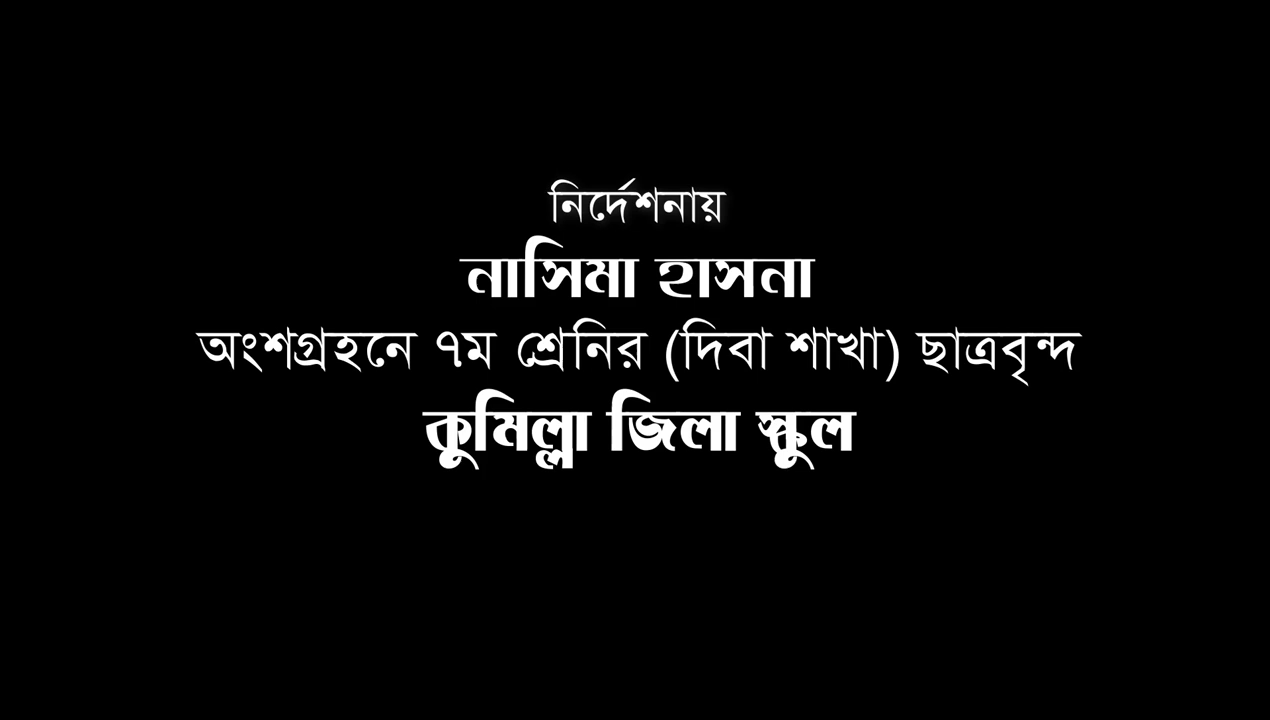 নির্দেশনায়
নাসিমা হাসনা
অংশগ্রহনে ৭ম শ্রেনির (দিবা শাখা) ছাত্রবৃন্দ
কুমিল্লা জিলা স্কুল